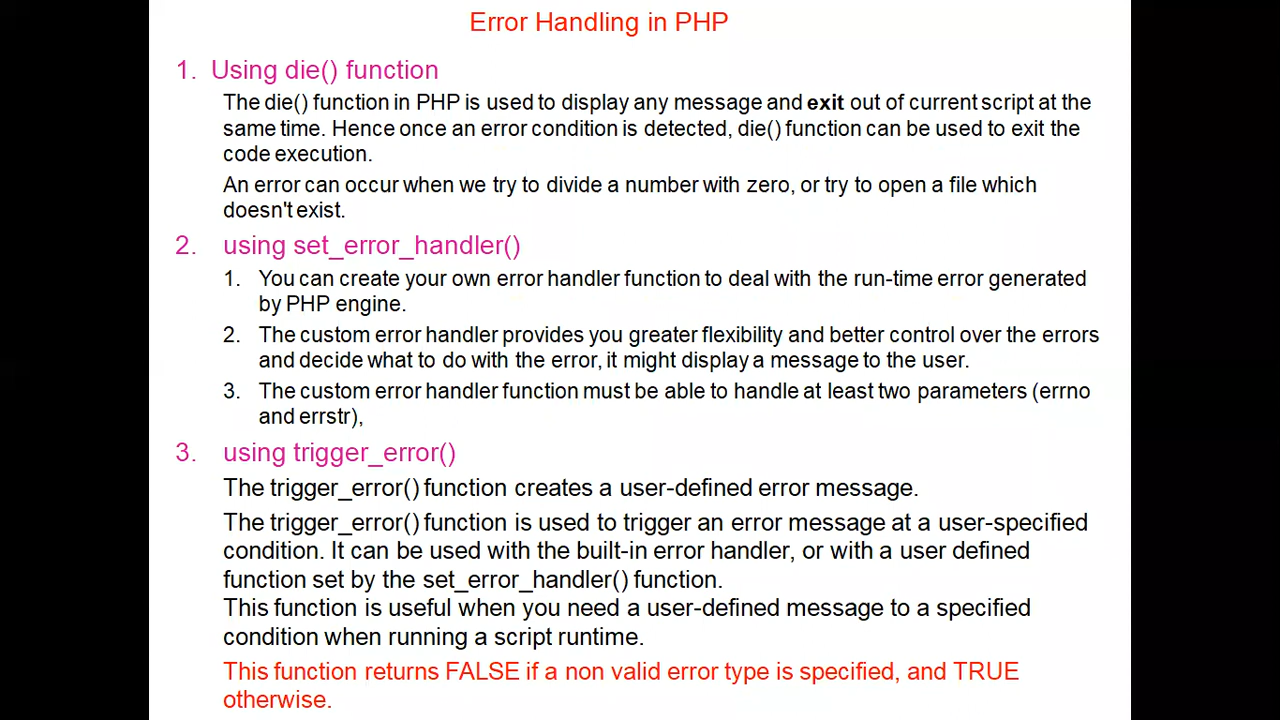 Error Handling in PHP
1. Using die() function
The die() function in PHP is used to display any message and exit out of current script at the
same time. Hence once an error condition is detected, die() function can be used to exit the
code execution.
An error can occur when we try to divide a number with zero, or try to open a file which
doesn't exist.
2. using set_error_handler()
1. You can create your own error handler function to deal with the run-time error generated
by PHP engine.
2. The custom error handler provides you greater flexibility and better control over the errors
and decide what to do with the error, it might display a message to the user.
3. The custom error handler function must be able to handle at least two parameters (errno
and errstr),
3. using trigger_error()
The trigger_error() function creates a user-defined error message.
The trigger_error() function is used to trigger an error message at a user-specified
condition. It can be used with the built-in error handler, or with a user defined
function set by the set_error_handler() function.
This function is useful when you need a user-defined message to a specified
condition when running a script runtime.
This function returns FALSE if a non valid error type is specified, and TRUE
otherwise.